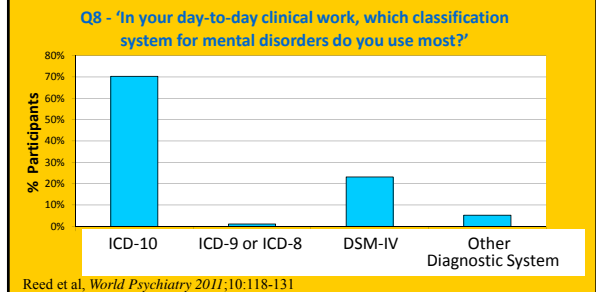 Q8 - ‘In your day-to-day clinical work, which classification
system for mental disorders do you use most?’
80%
70%
60%
50%
40%
30%
20%
10%
0%
% Participants
ICD-10
ICD-9 or ICD-8
DSM-IV
Other
Diagnostic System
Reed et al, World Psychiatry 2011;10:118-131